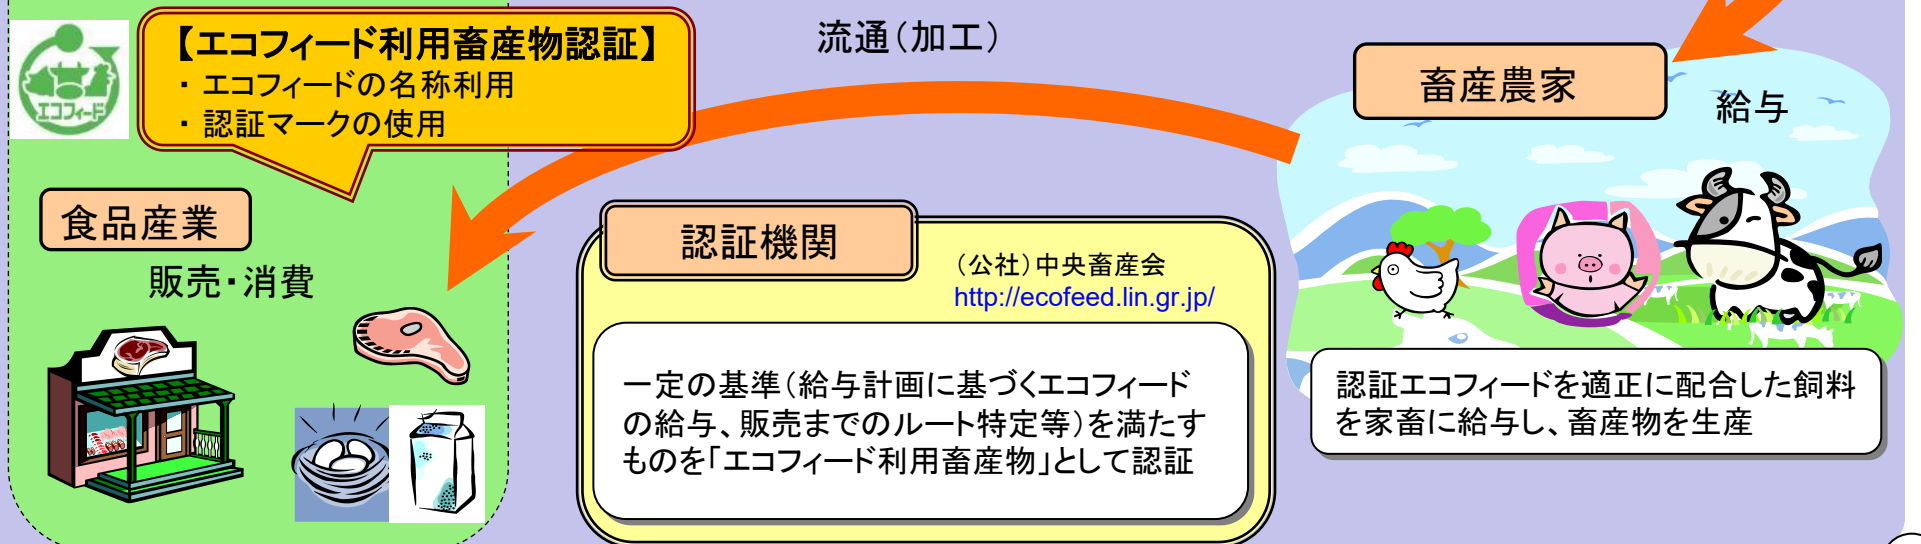 エコフィード
【エコフィード利用畜産物認証】
・ エコフィードの名称利用
・ 認証マークの使用
流通(加工)
畜産農家
給与
食品産業
販売・消費
認証機関
(公社)中央畜産会
http://ecofeed.lin.gr.jp/
一定の基準(給与計画に基づくエコフィード
の給与、販売までのルート特定等)を満たす
ものを「エコフィード利用畜産物」として認証
認証エコフィードを適正に配合した飼料
を家畜に給与し、畜産物を生産